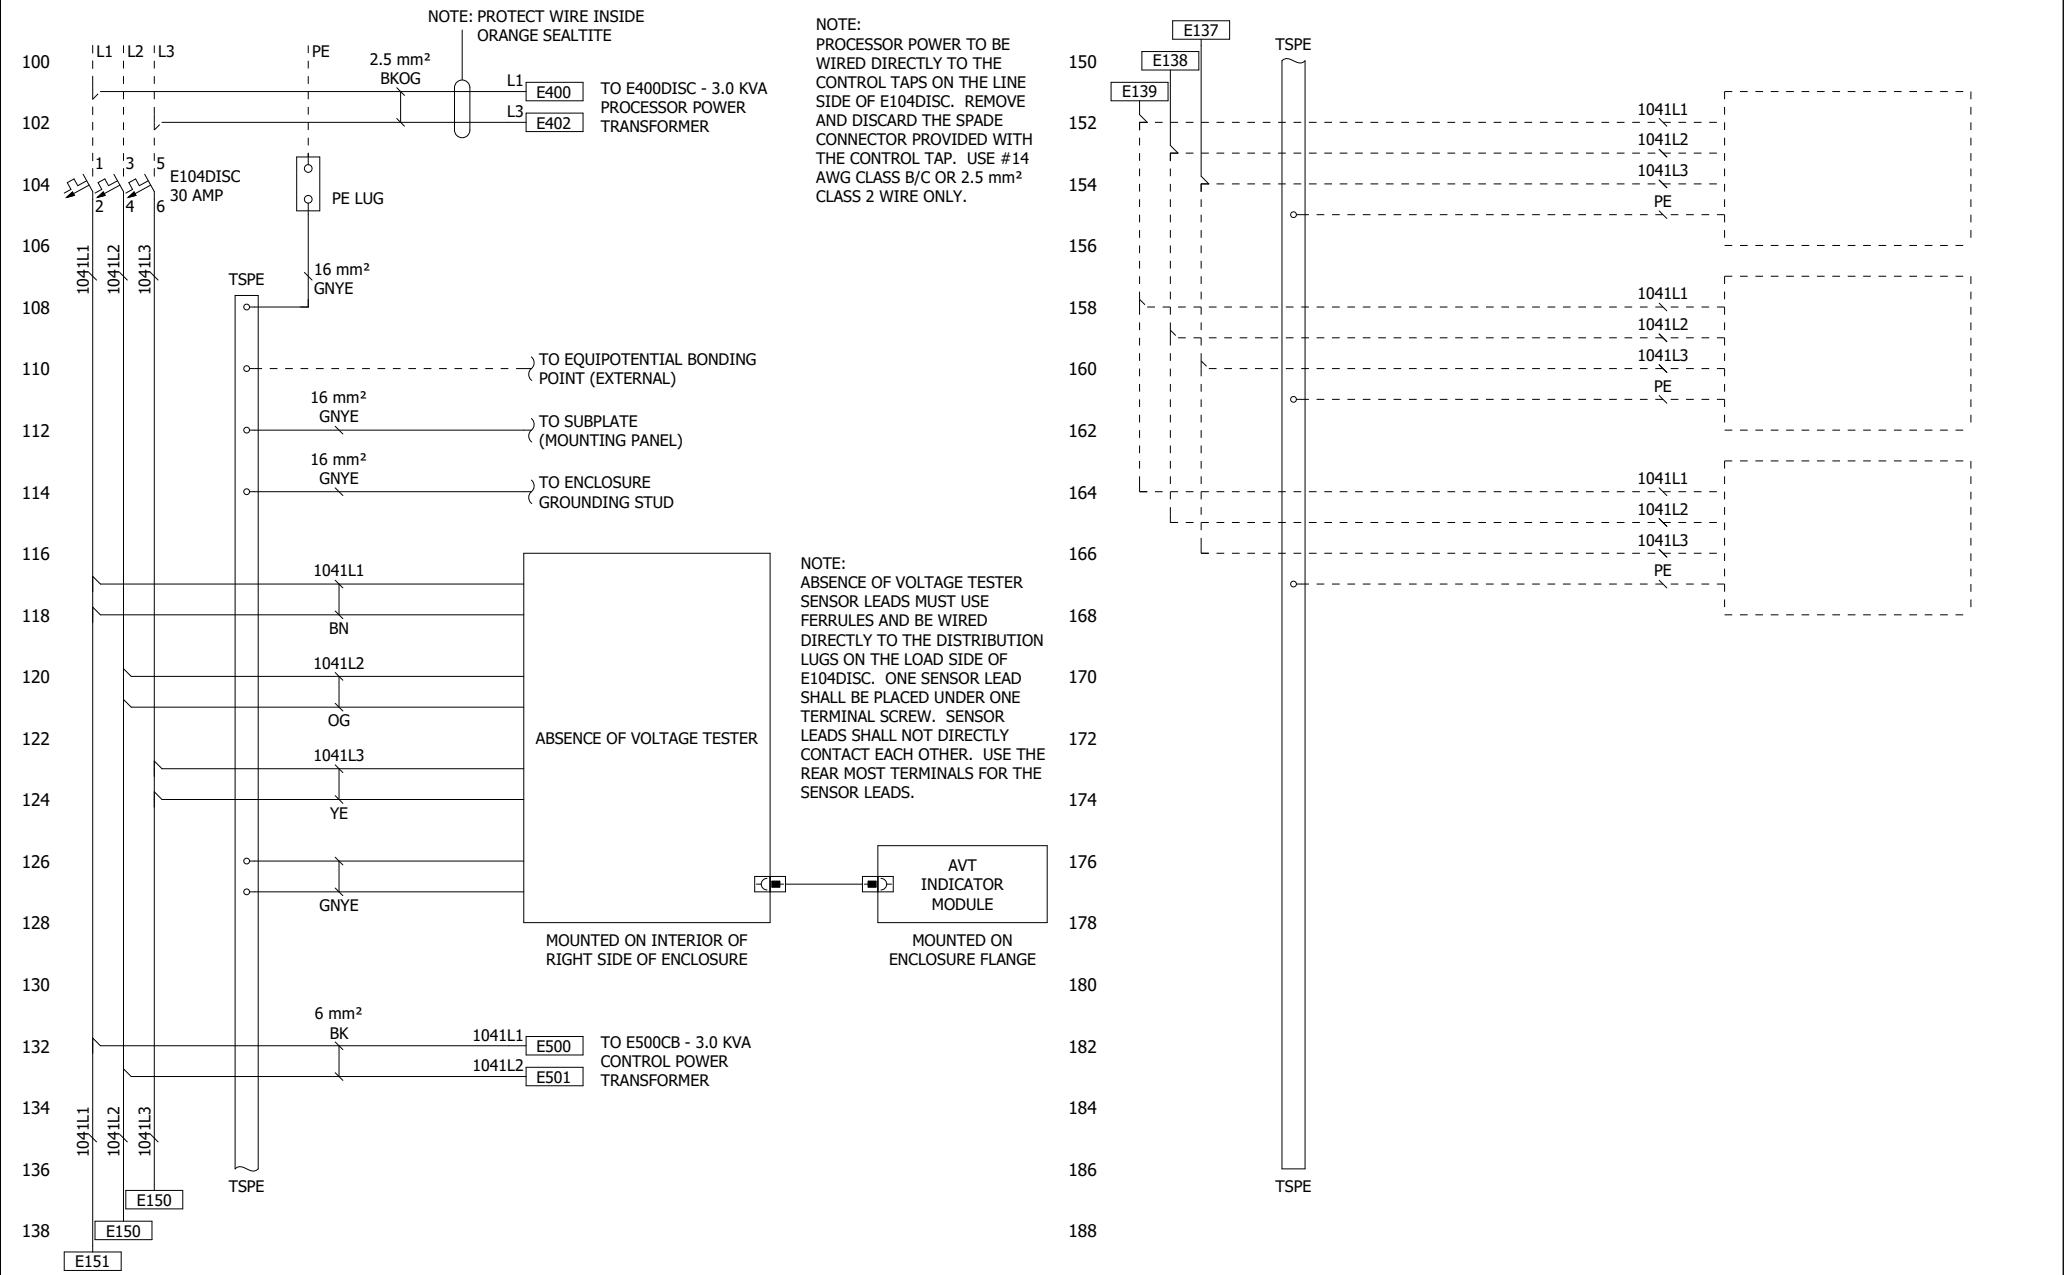 NOTE: PROTECT WIRE INSIDE
ORANGE SEALTITE
100
L1
L2
L3
PE
2.5 mm²
BKOG
L1
E400
TO E400DISC - 3.0 KVA
PROCESSOR POWER
TRANSFORMER
102
L3
E402
1
3
5
104
E104DISC
30 AMP
2
4
6
PE LUG
106
1041L1
1041L2
1041L3
TSPE
16 mm²
GNYE
108
110
TO EQUIPOTENTIAL BONDING
POINT (EXTERNAL)
16 mm²
GNYE
112
TO SUBPLATE
(MOUNTING PANEL)
16 mm²
GNYE
114
TO ENCLOSURE
GROUNDING STUD
116
1041L1
118
BN
1041L2
120
OG
122
ABSENCE OF VOLTAGE TESTER
1041L3
124
YE
126
GNYE
128
MOUNTED ON INTERIOR OF
RIGHT SIDE OF ENCLOSURE
AVT
INDICATOR
MODULE
MOUNTED ON
ENCLOSURE FLANGE
130
6 mm²
BK
132
1041L1
E500
TO E500CB - 3.0 KVA
CONTROL POWER
TRANSFORMER
1041L2
E501
134
1041L1
1041L2
1041L3
136
TSPE
E150
138
E150
E151
NOTE:
PROCESSOR POWER TO BE
WIRED DIRECTLY TO THE
CONTROL TAPS ON THE LINE
SIDE OF E104DISC. REMOVE
AND DISCARD THE SPADE
CONNECTOR PROVIDED WITH
THE CONTROL TAP. USE #14
AWG CLASS B/C OR 2.5 mm²
CLASS 2 WIRE ONLY.
NOTE:
ABSENCE OF VOLTAGE TESTER
SENSOR LEADS MUST USE
FERRULES AND BE WIRED
DIRECTLY TO THE DISTRIBUTION
LUGS ON THE LOAD SIDE OF
E104DISC. ONE SENSOR LEAD
SHALL BE PLACED UNDER ONE
TERMINAL SCREW. SENSOR
LEADS SHALL NOT DIRECTLY
CONTACT EACH OTHER. USE THE
REAR MOST TERMINALS FOR THE
SENSOR LEADS.
E137
TSPE
150
E138
E139
1041L1
152
1041L2
1041L3
154
PE
156
1041L1
158
1041L2
1041L3
160
PE
162
1041L1
164
1041L2
1041L3
166
PE
168
170
172
174
176
178
180
182
184
186
TSPE
188